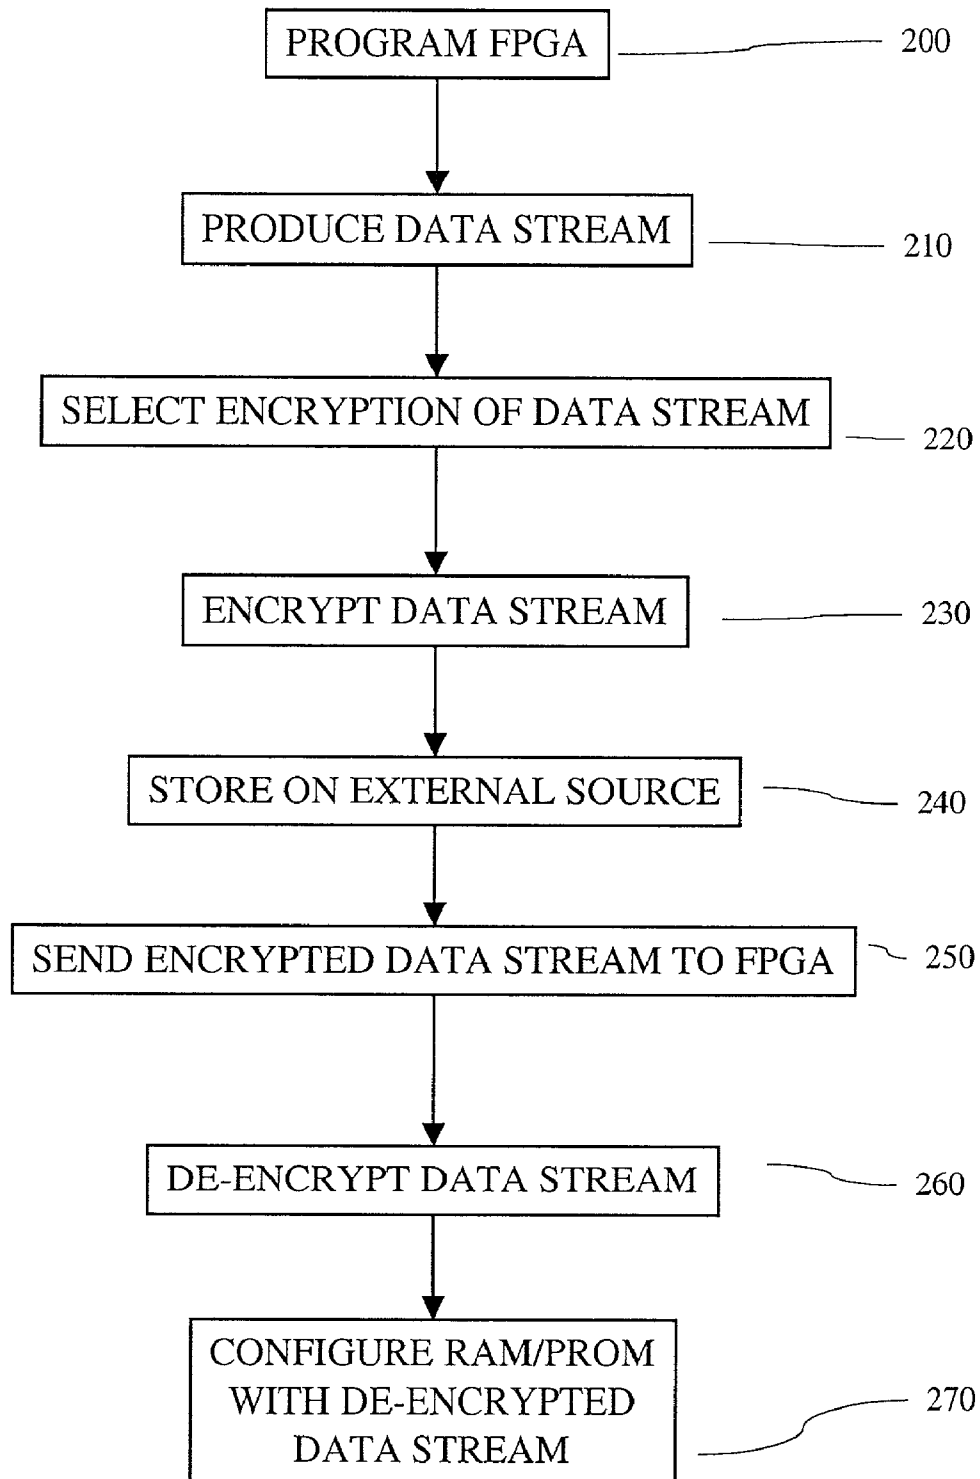 PROGRAM FPGA
200
PRODUCE DATA STREAM
210
SELECT ENCRYPTION OF DATA STREAM
220
ENCRYPT DATA STREAM
230
STORE ON EXTERNAL SOURCE
240
SEND ENCRYPTED DATA STREAM TO FPGA
250
DE-ENCRYPT DATA STREAM
260
CONFIGURE RAM/PROM
WITH DE-ENCRYPTED
DATA STREAM
270